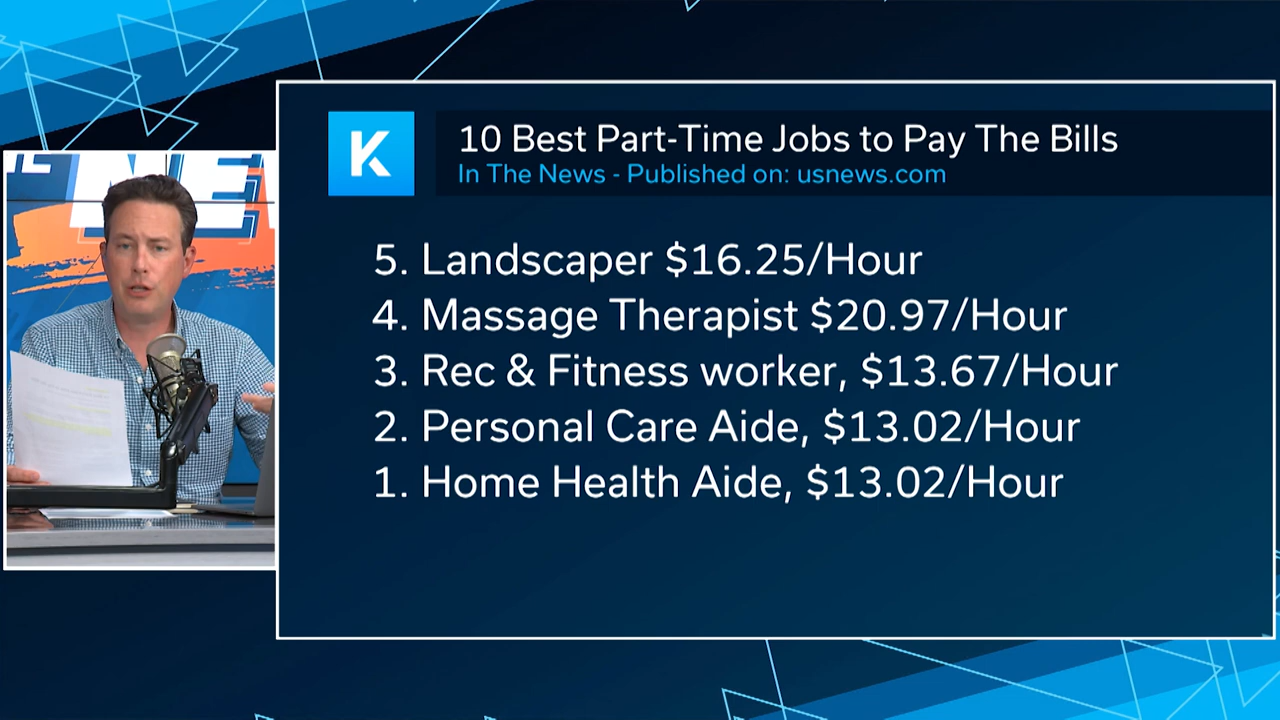 K
10 Best Part-Time Jobs to Pay The Bills
In The News - Published on: usnews.com
5. Landscaper $16.25/Hour
4. Massage Therapist $20.97/Hour
3. Rec & Fitness worker, $13.67/Hour
2. Personal Care Aide, $13.02/Hour
1. Home Health Aide, $13.02/Hour